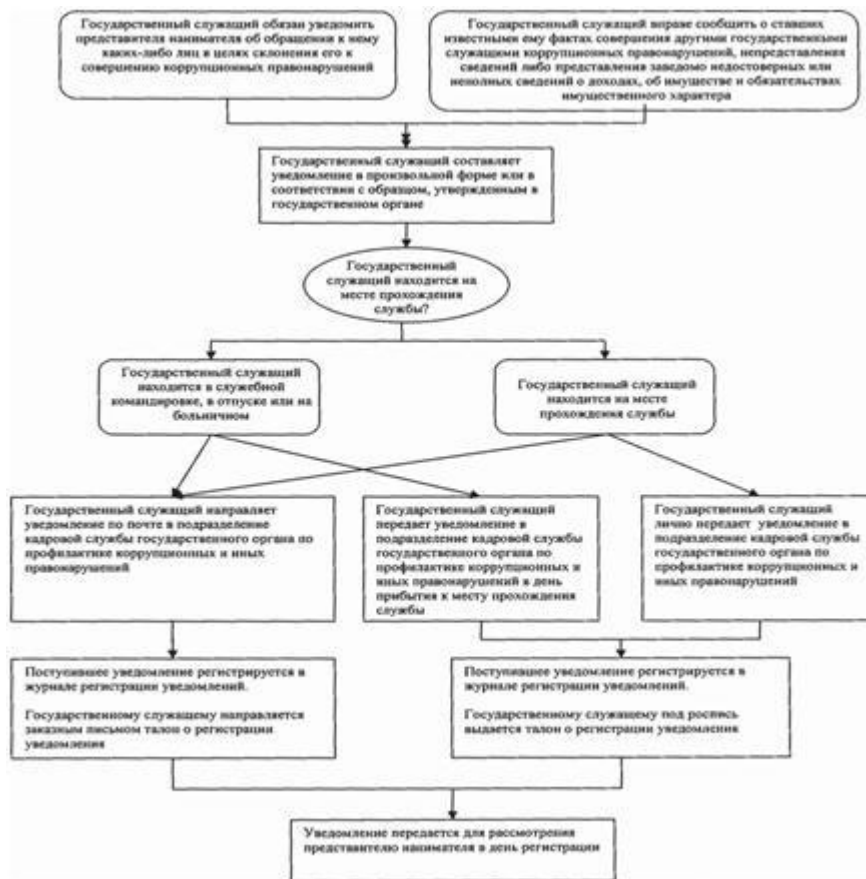 Государственный служащий обязан уведомить
представителя нанимателя об обращении к нему
каких-либо лиц в целях склонения его к
совершению коррупционных правонарушений
Государственный служащий вправе сообщить о ставших
известными ему фактах совершения другими государственными
служащими коррупционных правонарушений, непредставления
сведений либо представления заведомо недостоверных или
неполных сведений о доходах, об имуществе и обязательствах
имущественного характера
Государственный служащий составляет
уведомление в произвольной форме или в
соответствии с образцом, утвержденным в
государственном органе
Государственный
служащий находится на
месте прохождения
службы?
Государственный служащий
находится в служебной
командировке, в отпуске или на
больничном
Государственный служащий
находится на месте
прохождения службы
Государственный служащий направляет
уведомление по почте в подразделение
кадровой службы государственного органа по
профилактике коррупционных и иных
правонарушений
Государственный служащий
передает уведомление в
подразделение кадровой службы
государственного органа по
профилактике коррупционных и
иных правонарушений в день
прибытия к месту прохождения
службы
Государственный служащий
лично передает уведомление в
подразделение кадровой службы
государственного органа по
профилактике коррупционных и
иных правонарушений
Поступившее уведомление регистрируется в
журнале регистрации уведомлений.
Государственному служащему направляется
заказным письмом талон о регистрации
уведомления
Поступившее уведомление регистрируется в
журнале регистрации уведомлений.
Государственному служащему под роспись
выдается талон о регистрации уведомления
Уведомление передается для рассмотрения
представителю нанимателя в день регистрации